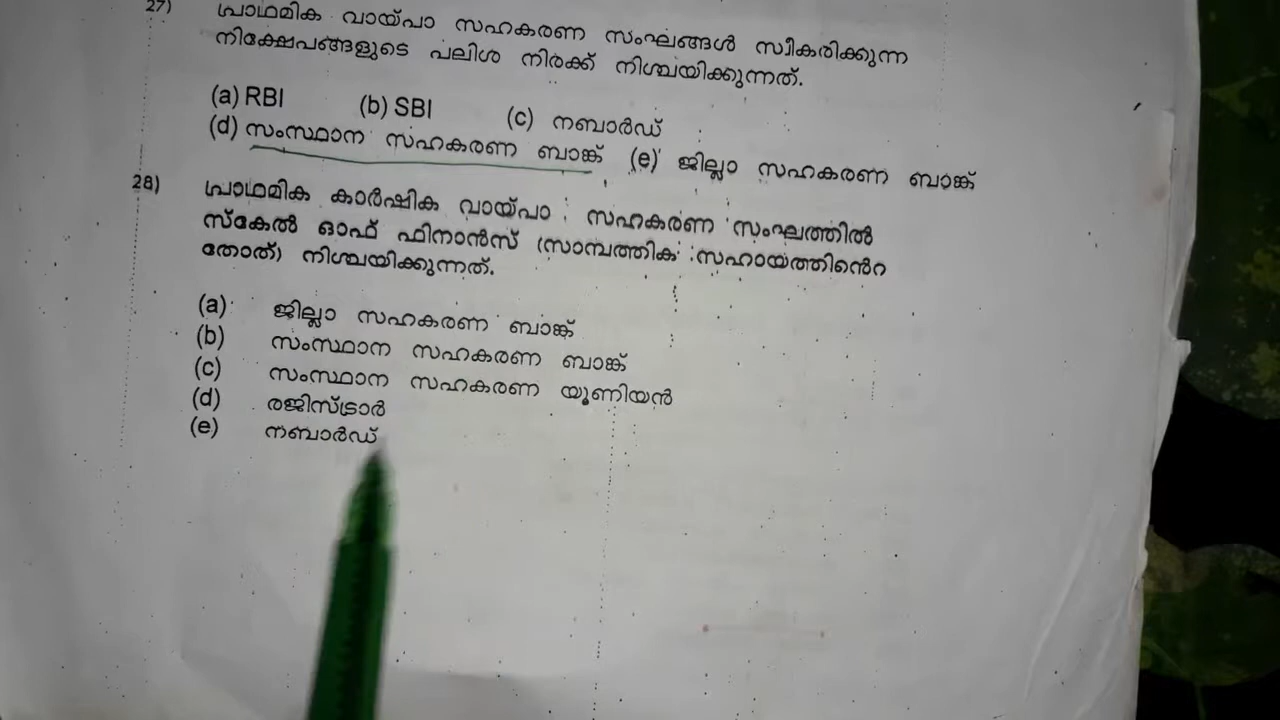 27) പ്രാഥമിക വായ്പാ സഹകരണ സംഘങ്ങൾ സ്വീകരിക്കുന്ന
നിക്ഷേപങ്ങളുടെ പലിശ നിരക്ക് നിശ്ചയിക്കുന്നത്.
(a) RBI (b) SBI (c) നബാർഡ്
(d) സംസ്ഥാന സഹകരണ ബാങ്ക് (e) ജില്ലാ സഹകരണ ബാങ്ക്
28) പ്രാഥമിക കാർഷിക വായ്പാ സഹകരണ സംഘത്തിൽ
സ്കേൽ ഓഫ് ഫിനാൻസ് (സാമ്പത്തിക സഹായത്തിന്റെ
തോത്) നിശ്ചയിക്കുന്നത്.
(a) ജില്ലാ സഹകരണ ബാങ്ക്
(b) സംസ്ഥാന സഹകരണ ബാങ്ക്
(c) സംസ്ഥാന സഹകരണ യൂണിയൻ
(d) രജിസ്ട്രാർ
(e) നബാർഡ്